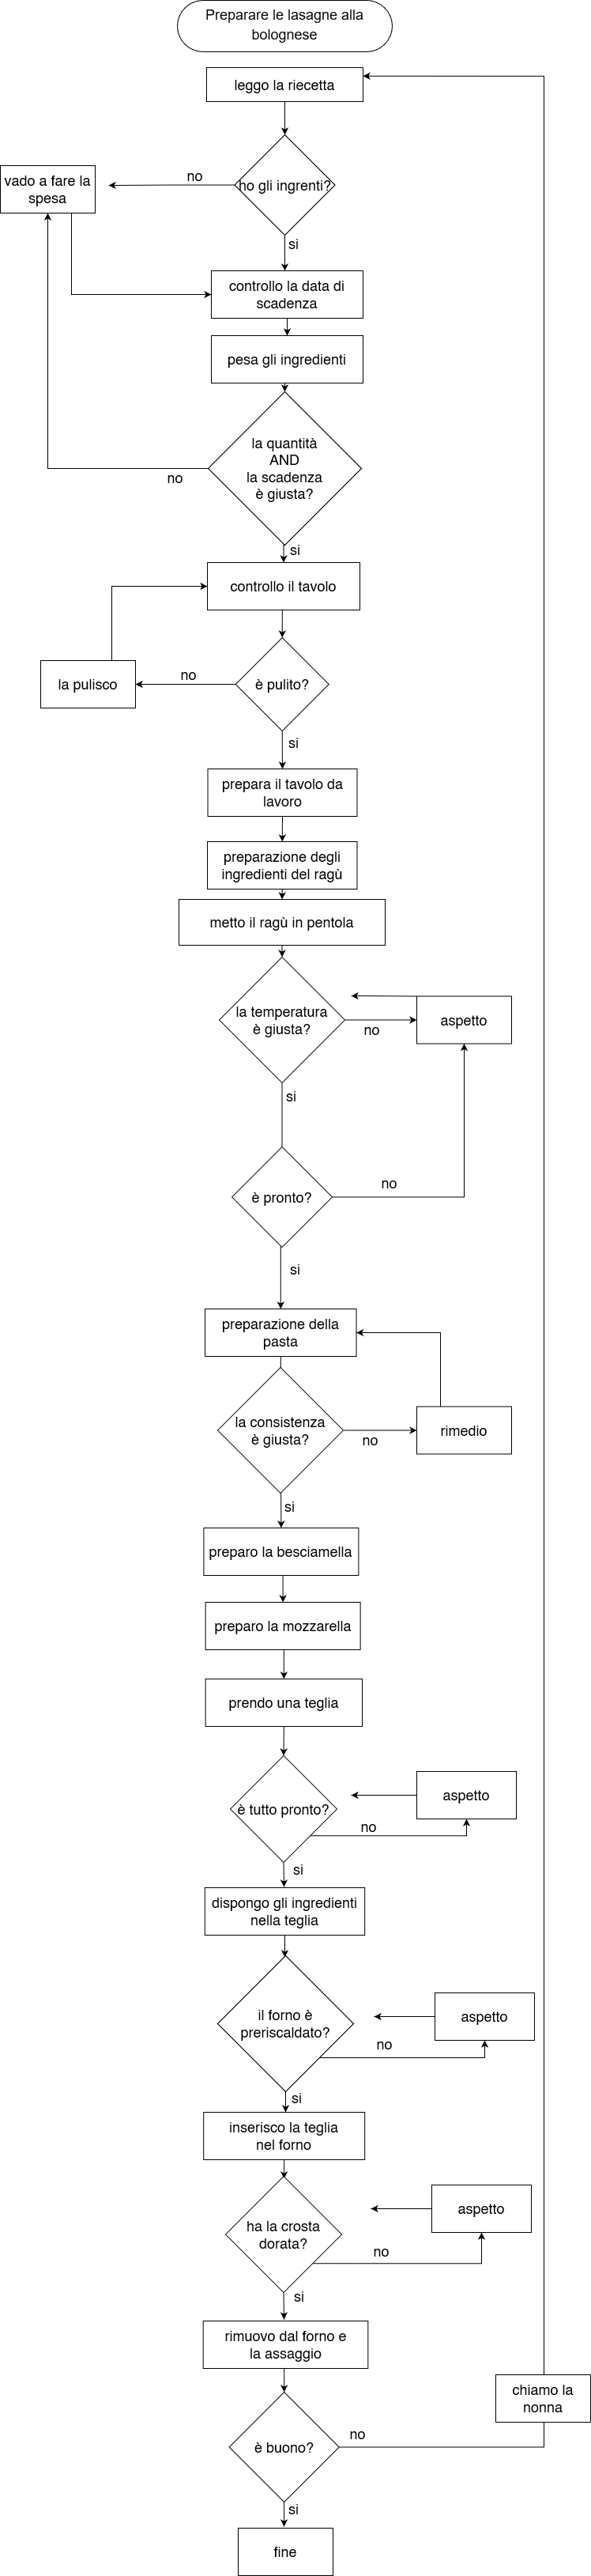 Preparare le lasagne alla
bolognese
leggo la riecetta
ho gli ingrenti?
no
vado a fare la
spesa
si
controllo la data di
scadenza
pesa gli ingredienti
la quantità
AND
la scadenza
è giusta?
no
si
controllo il tavolo
è pulito?
no
la pulisco
si
prepara il tavolo da
lavoro
preparazione degli
ingredienti del ragù
metto il ragù in pentola
la temperatura
è giusta?
no
aspetto
si
è pronto?
no
si
preparazione della
pasta
la consistenza
è giusta?
no
rimedio
si
preparo la besciamella
preparo la mozzarella
prendo una teglia
è tutto pronto?
aspetto
no
si
dispongo gli ingredienti
nella teglia
il forno è
preriscaldato?
aspetto
no
si
inserisco la teglia
nel forno
ha la crosta
dorata?
aspetto
no
si
rimuovo dal forno e
la assaggio
chiamo la
nonna
è buono?
no
si
fine